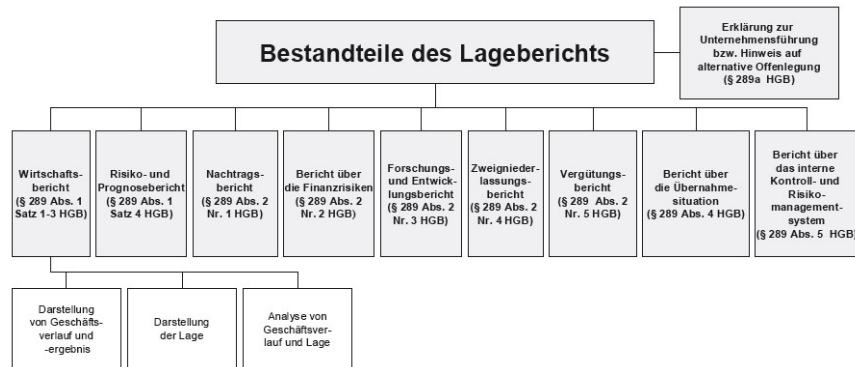 Bestandteile des Lageberichts
Erklärung zur
Unternehmensführung
bzw. Hinweis auf
alternative Offenlegung
(§ 289a HGB)
Wirtschafts-
bericht
(§ 289 Abs. 1
Satz 1-3 HGB)
Risiko- und
Prognosebericht
(§ 289 Abs. 1
Satz 4 HGB)
Nachtrags-
bericht
(§ 289 Abs. 2
Nr. 1 HGB)
Bericht über
die Finanzrisiken
(§ 289 Abs. 2
Nr. 2 HGB)
Forschungs-
und Entwick-
lungsbericht
(§ 289 Abs. 2
Nr. 3 HGB)
Zweignieder-
lassungs-
bericht
(§ 289 Abs. 2
Nr. 4 HGB)
Vergütungs-
bericht
(§ 289 Abs. 2
Nr. 5 HGB)
Bericht über
die Übernahme-
situation
(§ 289 Abs. 4 HGB)
Bericht über
das interne
Kontroll- und
Risiko-
management-
system
(§ 289 Abs. 5 HGB)
Darstellung
von Geschäfts-
verlauf und
-ergebnis
Darstellung
der Lage
Analyse von
Geschäftsver-
lauf und Lage